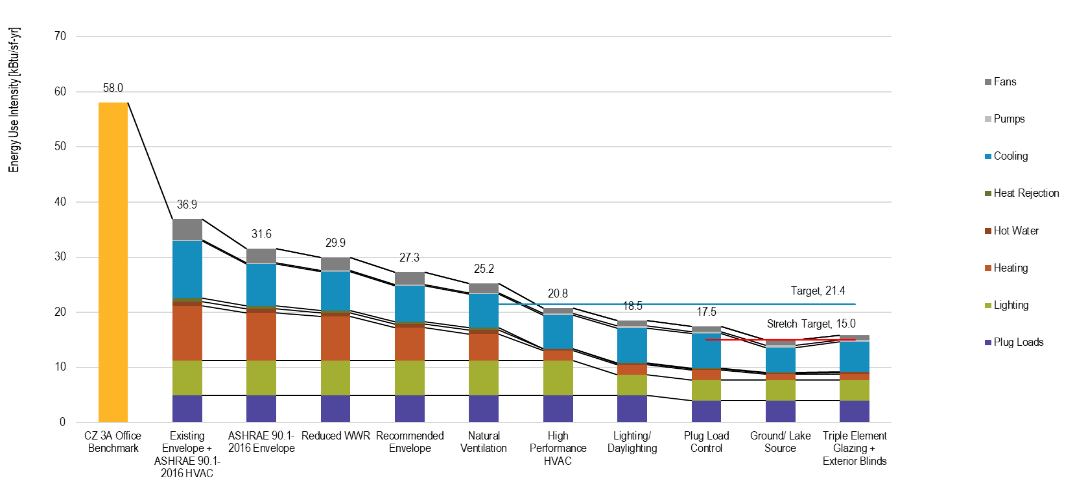 Energy Use Intensity [kBtu/sf-yr]
70
60
50
40
30
20
10
0
58.0
36.9
31.6
29.9
27.3
25.2
20.8
18.5
17.5
Target, 21.4
Stretch Target, 15.0
CZ 3A Office
Benchmark
Existing
Envelope +
ASHRAE 90.1-
2016 HVAC
ASHRAE 90.1-
2016 Envelope
Reduced WWR
Recommended
Envelope
Natural
Ventilation
High
Performance
HVAC
Lighting/
Daylighting
Plug Load
Control
Ground/ Lake
Source
Triple Element
Glazing +
Exterior Blinds
Fans
Pumps
Cooling
Heat Rejection
Hot Water
Heating
Lighting
Plug Loads